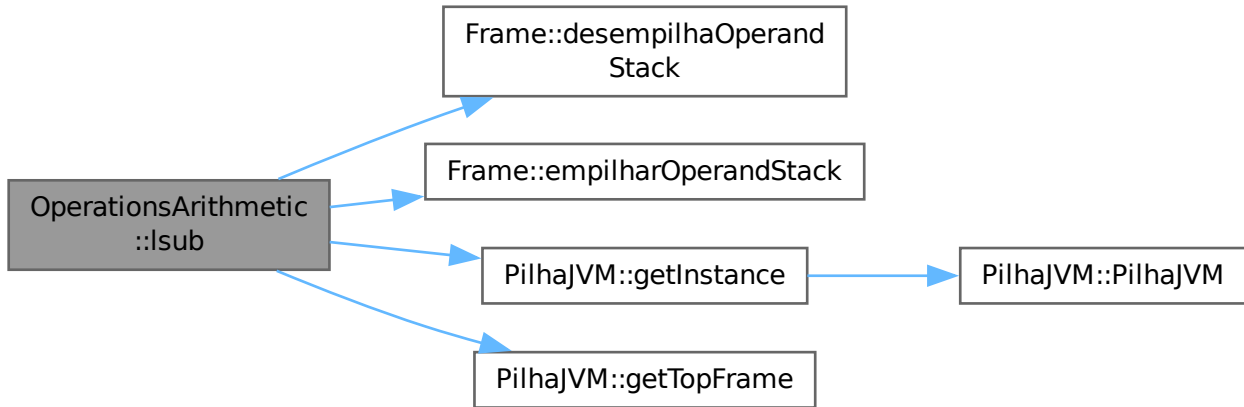 Frame::desempilhaOperand
Stack
Frame::empilharOperandStack
OperationsArithmetic
::lsub
PilhaJVM::getInstance
PilhaJVM::PilhaJVM
PilhaJVM::getTopFrame